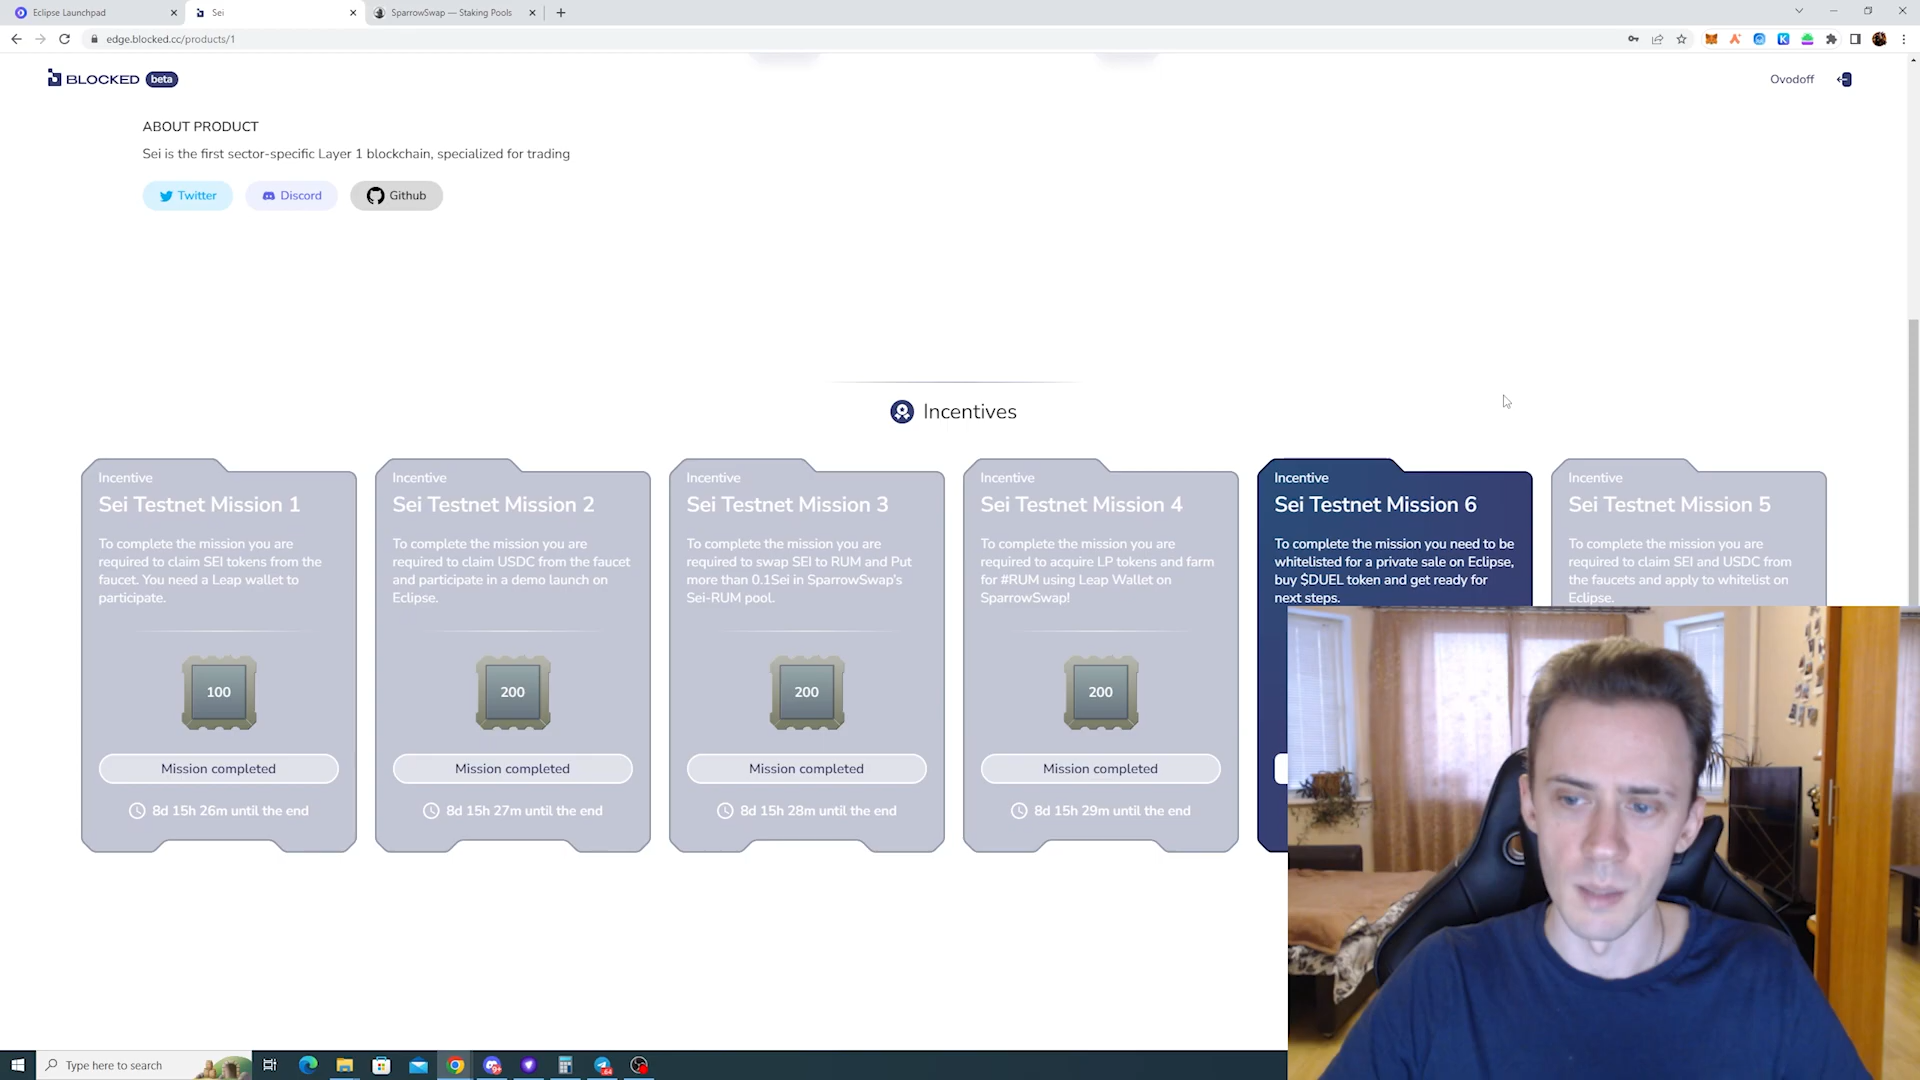 Eclipse Launchpad
Sei
SparrowSwap — Staking Pools
edge.blocked.cc/products/1
BLOCKED beta
Ovodoff
ABOUT PRODUCT
Sei is the first sector-specific Layer 1 blockchain, specialized for trading
Twitter
Discord
Github
Incentives
Incentive
Sei Testnet Mission 1
To complete the mission you are
required to claim SEI tokens from the
faucet. You need a Leap wallet to
participate.
100
Mission completed
8d 15h 26m until the end
Incentive
Sei Testnet Mission 2
To complete the mission you are
required to claim USDC from the faucet
and participate in a demo launch on
Eclipse.
200
Mission completed
8d 15h 27m until the end
Incentive
Sei Testnet Mission 3
To complete the mission you are
required to swap SEI to RUM and Put
more than 0.1Sei in SparrowSwap's
Sei-RUM pool.
200
Mission completed
8d 15h 28m until the end
Incentive
Sei Testnet Mission 4
To complete the mission you are
required to acquire LP tokens and farm
for #RUM using Leap Wallet on
SparrowSwap!
200
Mission completed
8d 15h 29m until the end
Incentive
Sei Testnet Mission 6
To complete the mission you need to be
whitelisted for a private sale on Eclipse,
buy $DUEL token and get ready for
next steps.
Incentive
Sei Testnet Mission 5
To complete the mission you are
required to claim SEI and USDC from
the faucets and apply to whitelist on
Eclipse.
Type here to search